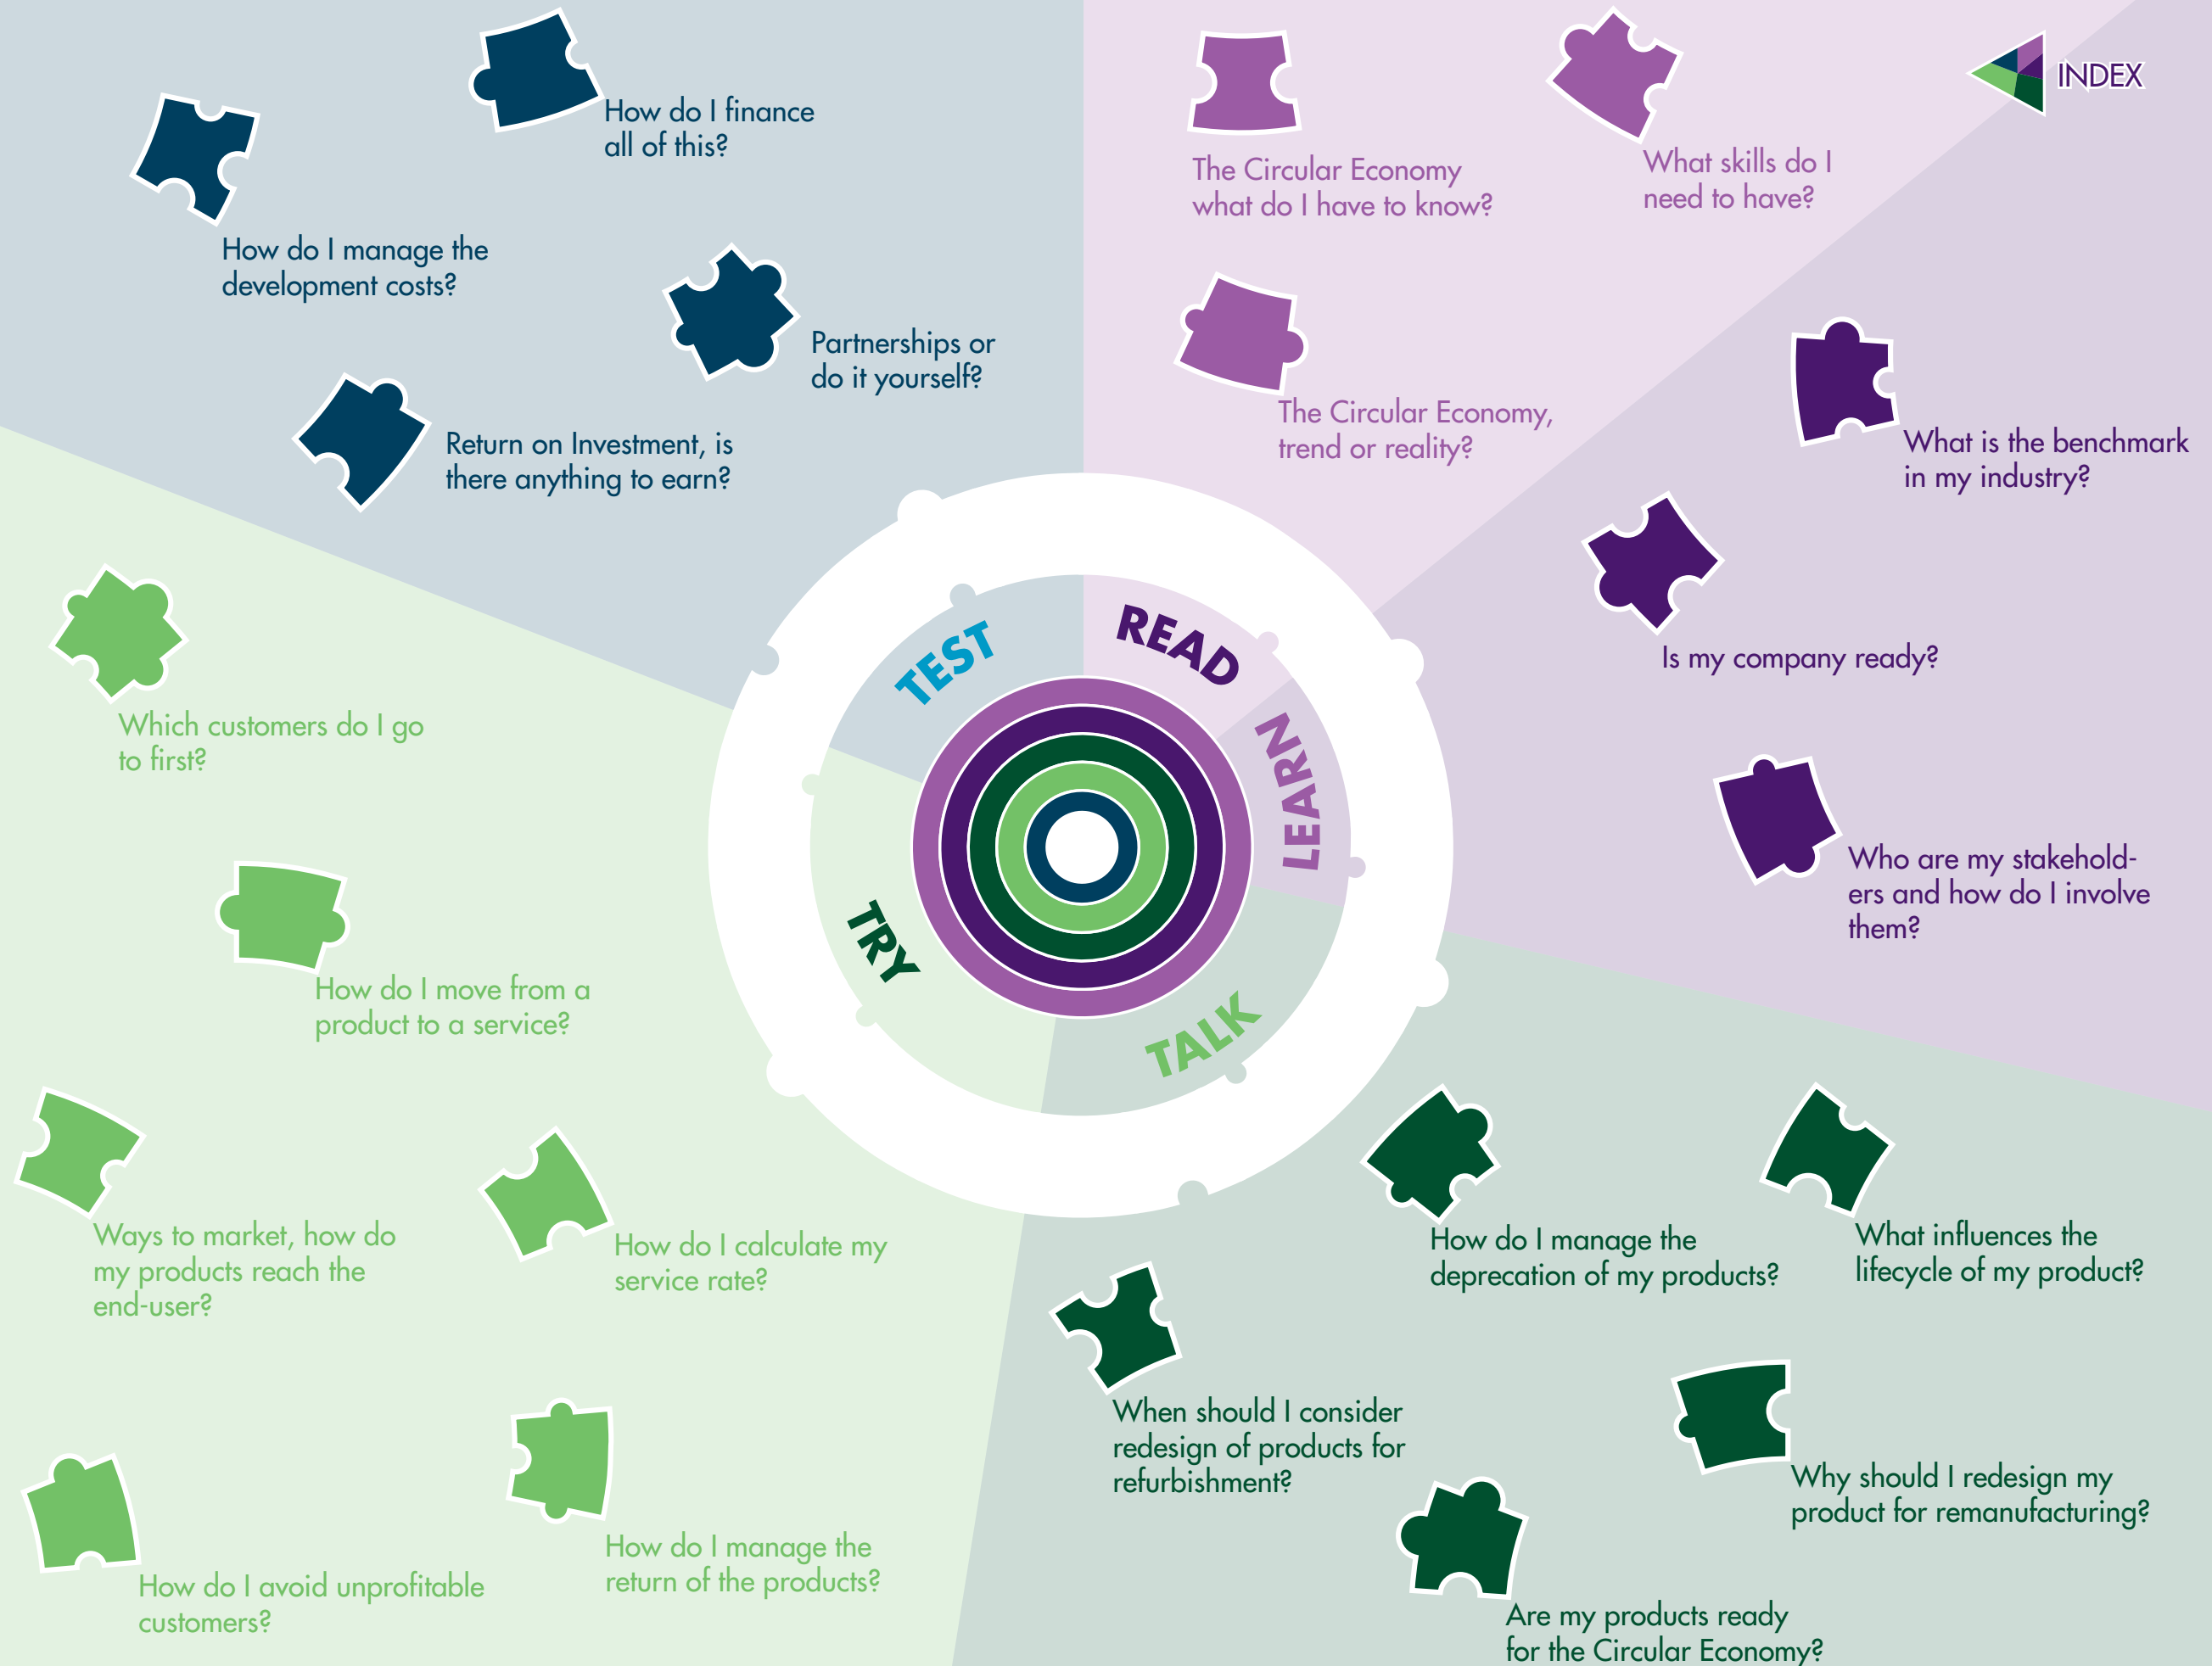 INDEX
How do I finance
all of this?
How do I manage the
development costs?
Partnerships or
do it yourself?
Return on Investment, is
there anything to earn?
The Circular Economy
what do I have to know?
What skills do I
need to have?
The Circular Economy,
trend or reality?
What is the benchmark
in my industry?
Is my company ready?
Who are my stakehold-
ers and how do I involve
them?
TEST
READ
LEARN
TALK
TRY
Which customers do I go
to first?
How do I move from a
product to a service?
Ways to market, how do
my products reach the
end-user?
How do I calculate my
service rate?
How do I avoid unprofitable
customers?
How do I manage the
return of the products?
How do I manage the
deprecation of my products?
What influences the
lifecycle of my product?
When should I consider
redesign of products for
refurbishment?
Why should I redesign my
product for remanufacturing?
Are my products ready
for the Circular Economy?